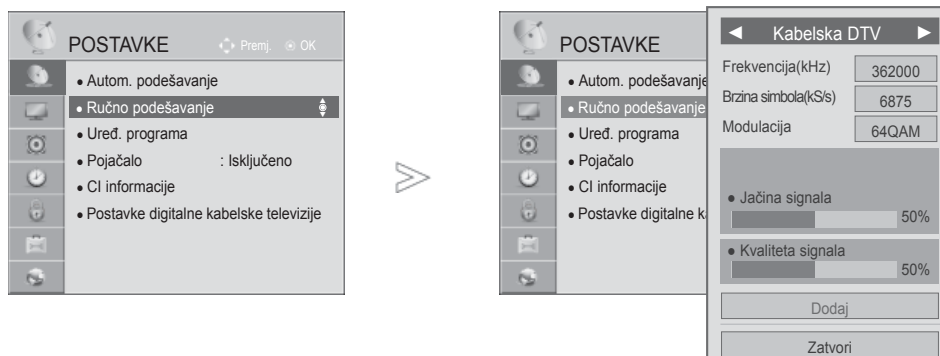 POSTAVKE
Premj.
OK
• Autom. podešavanje
• Ručno podešavanje
• Uređ. programa
• Pojačalo : Isključeno
• CI informacije
• Postavke digitalne kabelske televizije
POSTAVKE
• Autom. podešavanje
• Ručno podešavanje
• Uređ. programa
• Pojačalo
• CI informacije
• Postavke digitalne k
◄ Kabelska DTV ►
Frekvencija(kHz) 362000
Brzina simbola(kS/s) 6875
Modulacija 64QAM
• Jačina signala
50%
• Kvaliteta signala
50%
Dodaj
Zatvori